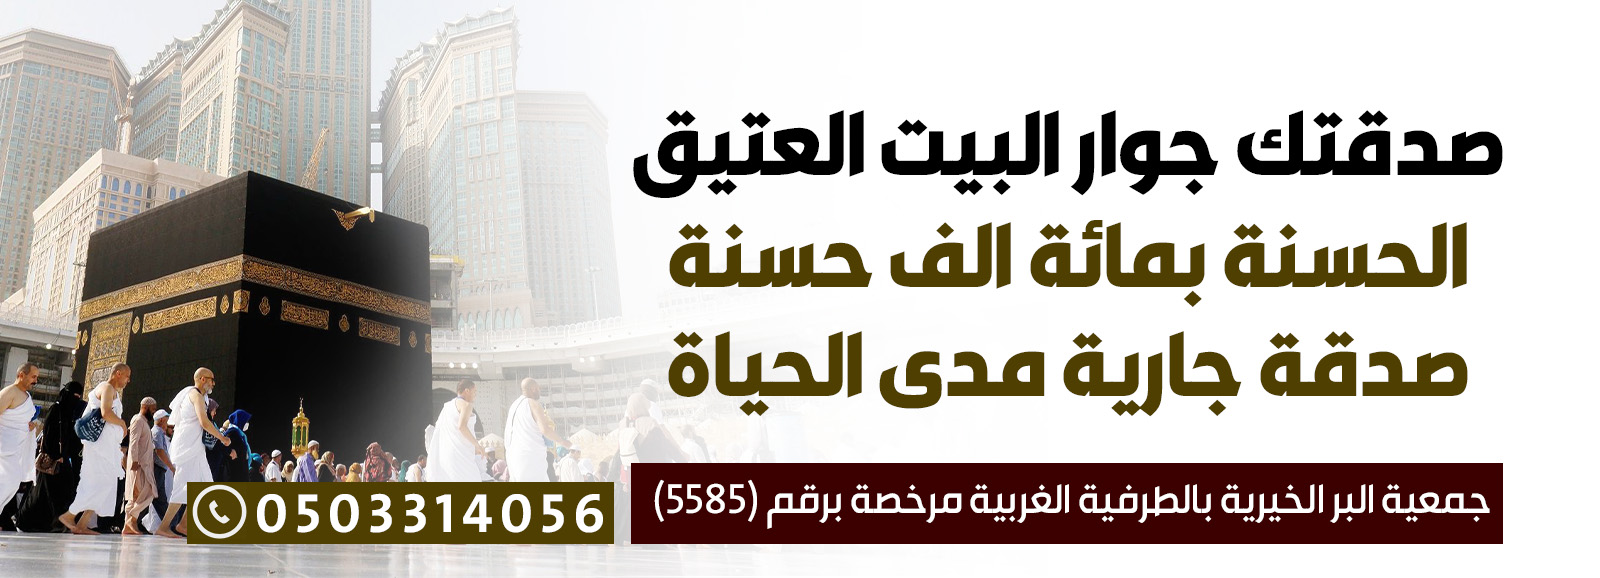 صدقتك جوار البيت العتيق
الحسنة بمائة الف حسنة
صدقة جارية مدى الحياة
جمعية البر الخيرية بالطرفية الغربية مرخصة برقم (5585)
0503314056